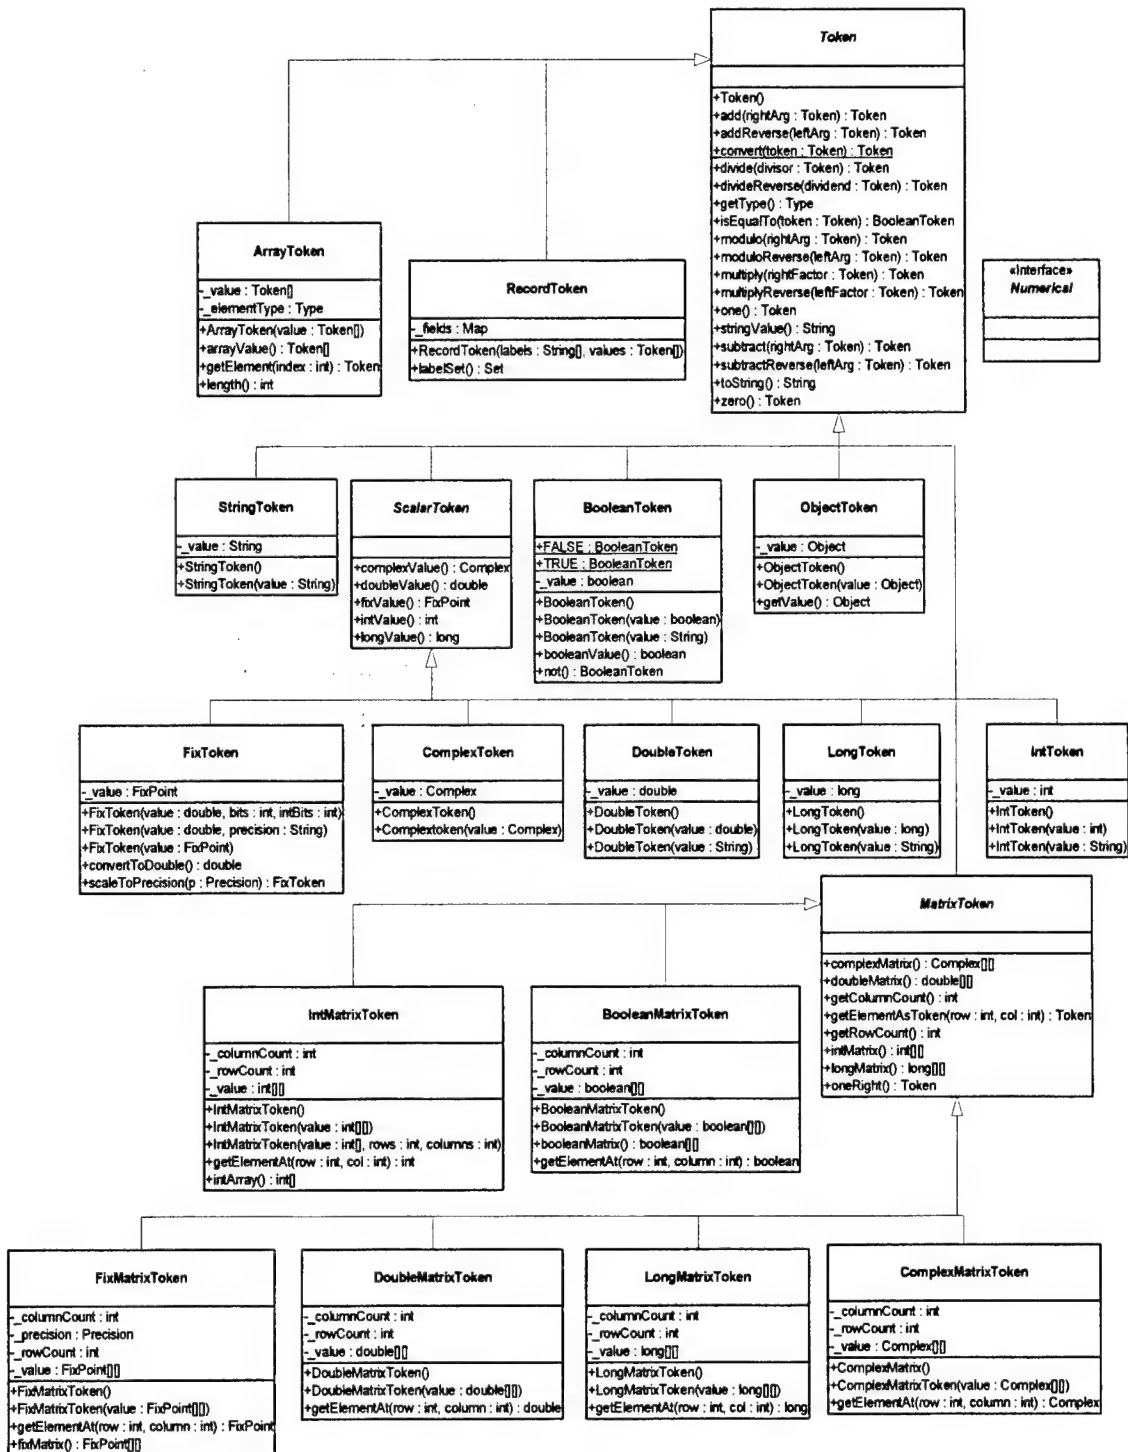 Token
+Token()
+add(rightArg : Token) : Token
+addReverse(leftArg : Token) : Token
+convert(token : Token) : Token
+divide(divisor : Token) : Token
+divideReverse(dividend : Token) : Token
+getType() : Type
+isEqualTo(token : Token) : BooleanToken
+modulo(rightArg : Token) : Token
+moduloReverse(leftArg : Token) : Token
+multiply(rightFactor : Token) : Token
+multiplyReverse(leftFactor : Token) : Token
+one() : Token
+stringValue() : String
+subtract(rightArg : Token) : Token
+subtractReverse(leftArg : Token) : Token
+toString() : String
+zero() : Token
ArrayToken
-_value : Token[]
-_elementType : Type
+ArrayToken(value : Token[])
+arrayValue() : Token[]
+getElement(index : int) : Token
+length() : int
RecordToken
-_fields : Map
+RecordToken(labels : String[], values : Token[])
+labelSet() : Set
«Interface»
Numerical
StringToken
-_value : String
+StringToken()
+StringToken(value : String)
ScalarToken
+complexValue() : Complex
+doubleValue() : double
+fixValue() : FixPoint
+intValue() : int
+longValue() : long
BooleanToken
+FALSE : BooleanToken
+TRUE : BooleanToken
-_value : boolean
+BooleanToken()
+BooleanToken(value : boolean)
+BooleanToken(value : String)
+booleanValue() : boolean
+not() : BooleanToken
ObjectToken
-_value : Object
+ObjectToken()
+ObjectToken(value : Object)
+getValue() : Object
FixToken
-_value : FixPoint
+FixToken(value : double, bits : int, intBits : int)
+FixToken(value : double, precision : String)
+FixToken(value : FixPoint)
+convertToDouble() : double
+scaleToPrecision(p : Precision) : FixToken
ComplexToken
-_value : Complex
+ComplexToken()
+Complextoken(value : Complex)
DoubleToken
-_value : double
+DoubleToken()
+DoubleToken(value : double)
+DoubleToken(value : String)
LongToken
-_value : long
+LongToken()
+LongToken(value : long)
+LongToken(value : String)
IntToken
-_value : int
+IntToken()
+IntToken(value : int)
+IntToken(value : String)
MatrixToken
+complexMatrix() : Complex[][]
+doubleMatrix() : double[][]
+getColumnCount() : int
+getElementAsToken(row : int, col : int) : Token
+getRowCount() : int
+intMatrix() : int[][]
+longMatrix() : long[][]
+oneRight() : Token
IntMatrixToken
-_columnCount : int
-_rowCount : int
-_value : int[][]
+IntMatrixToken()
+IntMatrixToken(value : int[][])
+IntMatrixToken(value : int[], rows : int, columns : int)
+getElementAt(row : int, col : int) : int
+intArray() : int[]
BooleanMatrixToken
-_columnCount : int
-_rowCount : int
-_value : boolean[][]
+BooleanMatrixToken()
+BooleanMatrixToken(value : boolean[][])
+booleanMatrix() : boolean[][]
+getElementAt(row : int, column : int) : boolean
FixMatrixToken
-_columnCount : int
-_precision : Precision
-_rowCount : int
-_value : FixPoint[][]
+FixMatrixToken()
+FixMatrixToken(value : FixPoint[][])
+getElementAt(row : int, column : int) : FixPoint
+fixMatrix() : FixPoint[][]
DoubleMatrixToken
-_columnCount : int
-_rowCount : int
-_value : double[][]
+DoubleMatrixToken()
+DoubleMatrixToken(value : double[][])
+getElementAt(row : int, column : int) : double
LongMatrixToken
-_columnCount : int
-_rowCount : int
-_value : long[][]
+LongMatrixToken()
+LongMatrixToken(value : long[][])
+getElementAt(row : int, col : int) : long
ComplexMatrixToken
-_columnCount : int
-_rowCount : int
-_value : Complex[][]
+ComplexMatrix()
+ComplexMatrixToken(value : Complex[][])
+getElementAt(row : int, column : int) : Complex